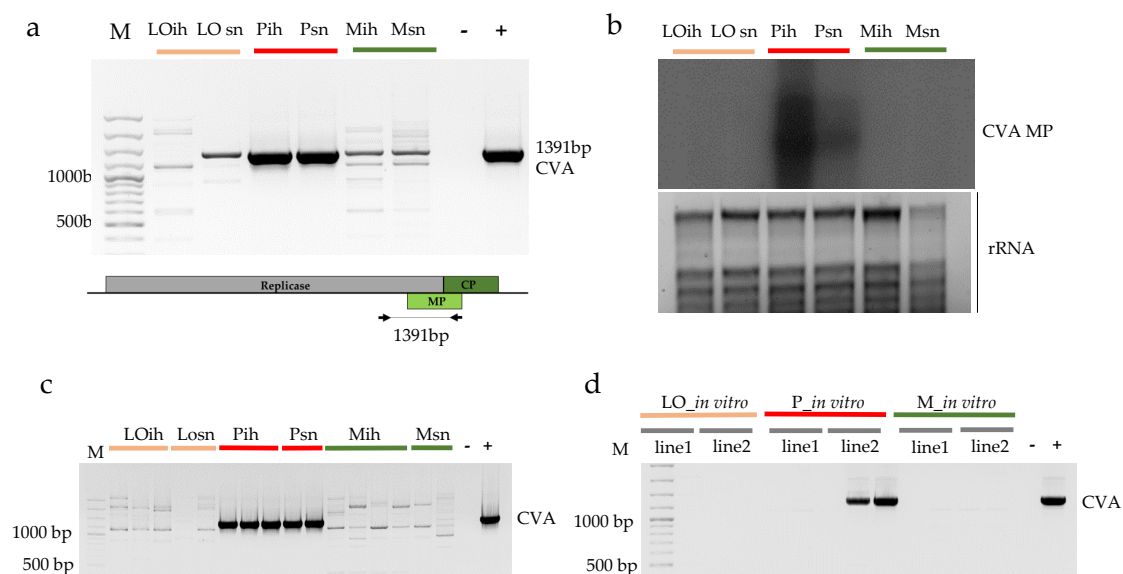 a
M LOih LO sn Pih Psn Mih Msn - +
1391bp
CVA
1000b
500b
Replicase CP
MP
1391bp
b
LOih LO sn Pih Psn Mih Msn
CVA MP
rRNA
c
M LOih Losn Pih Psn Mih Msn - +
CVA
1000 bp
500 bp
d
LO_in vitro P_in vitro M_in vitro
M line1 line2 line1 line2 line1 line2 - +
CVA
1000 bp
500 bp